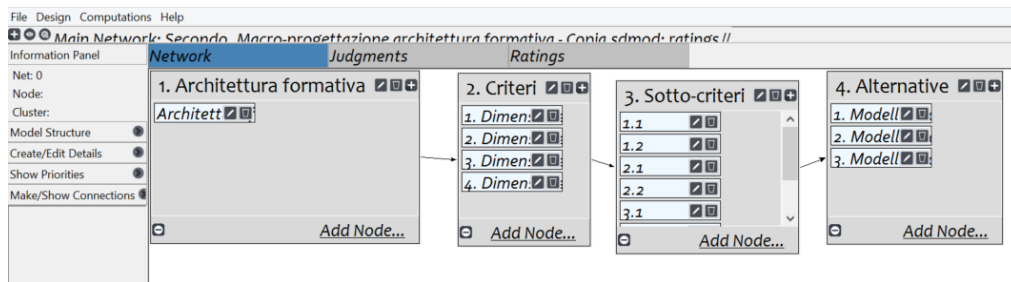 File Design Computations Help
Main Network: Secondo Macro-progettazione architettura formativa - Copia sdmod: ratings //
Information Panel
Network Judgments Ratings
Net: 0
Node:
Cluster:
Model Structure
Create/Edit Details
Show Priorities
Make/Show Connections
1. Architettura formativa
Architett
Add Node...
2. Criteri
1. Dimen:
2. Dimen:
3. Dimen:
4. Dimen:
Add Node...
3. Sotto-criteri
1.1
1.2
2.1
2.2
3.1
Add Node...
4. Alternative
1. Modell
2. Modell
3. Modell
Add Node...